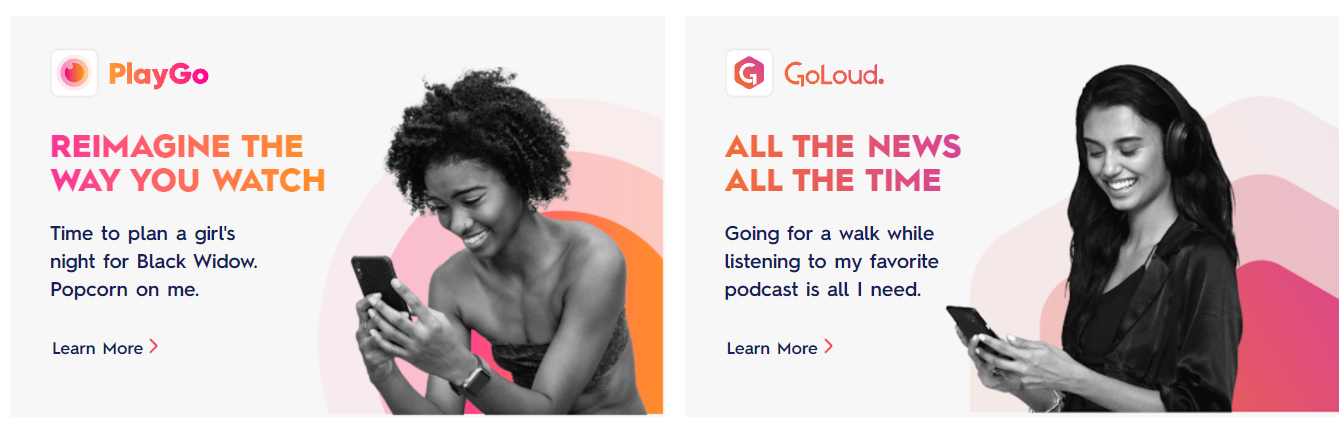 PlayGo
REIMAGINE THE
WAY YOU WATCH
Time to plan a girl's
night for Black Widow.
Popcorn on me.
Learn More
GoLoud.
ALL THE NEWS
ALL THE TIME
Going for a walk while
listening to my favorite
podcast is all I need.
Learn More